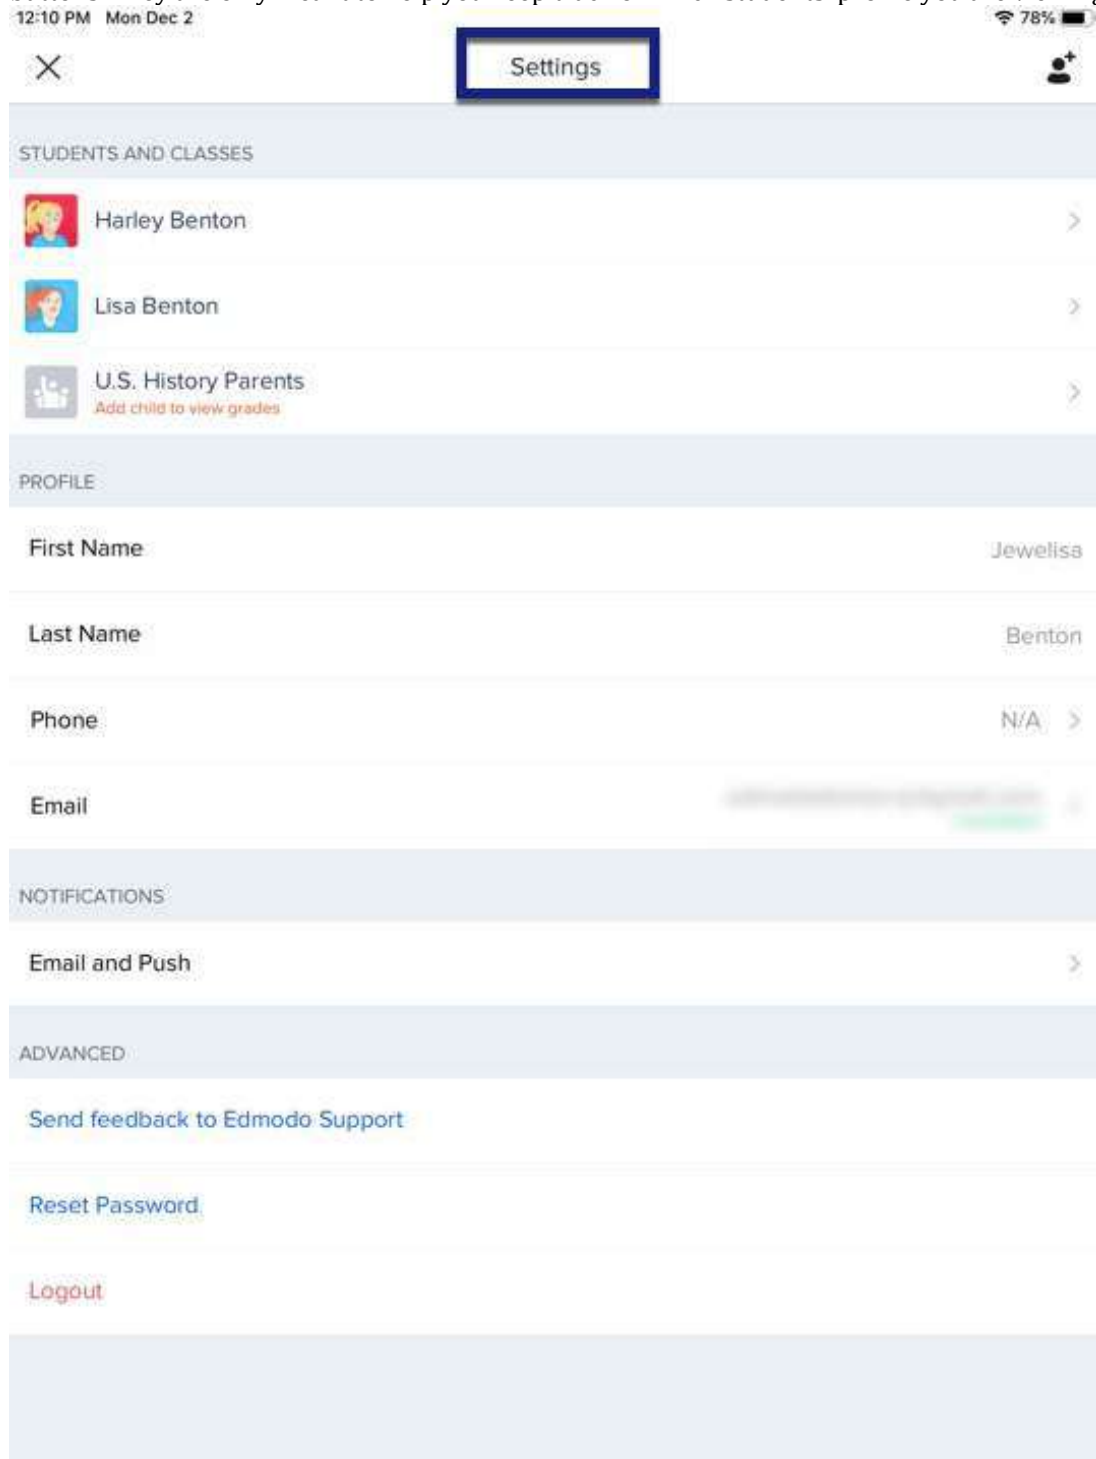 12:10 PM Mon Dec 2
78%
Settings
STUDENTS AND CLASSES
Harley Benton
Lisa Benton
U.S. History Parents
Add child to view grades
PROFILE
First Name
Jewelisa
Last Name
Benton
Phone
N/A
Email
NOTIFICATIONS
Email and Push
ADVANCED
Send feedback to Edmodo Support
Reset Password
Logout